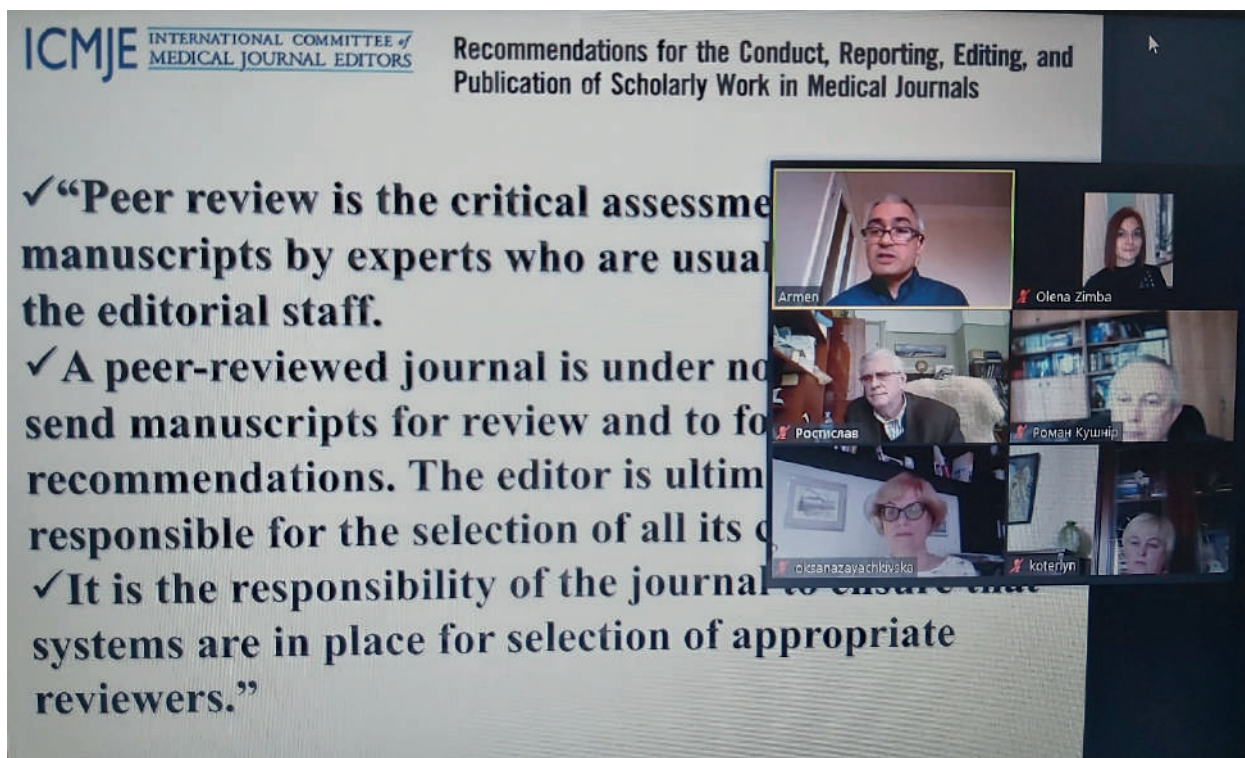 ICMJE INTERNATIONAL COMMITTEE of
MEDICAL JOURNAL EDITORS
Recommendations for the Conduct, Reporting, Editing, and
Publication of Scholarly Work in Medical Journals
✓“Peer review is the critical assessme
manuscripts by experts who are usual
the editorial staff.
✓A peer-reviewed journal is under no
send manuscripts for review and to fo
recommendations. The editor is ultim
responsible for the selection of all its
✓It is the responsibility of the journal to ensure that
systems are in place for selection of appropriate
reviewers.”
Armen
Olena Zimba
Ростислав
Роман Кушнір
oksanazayachkivska
koterlyn